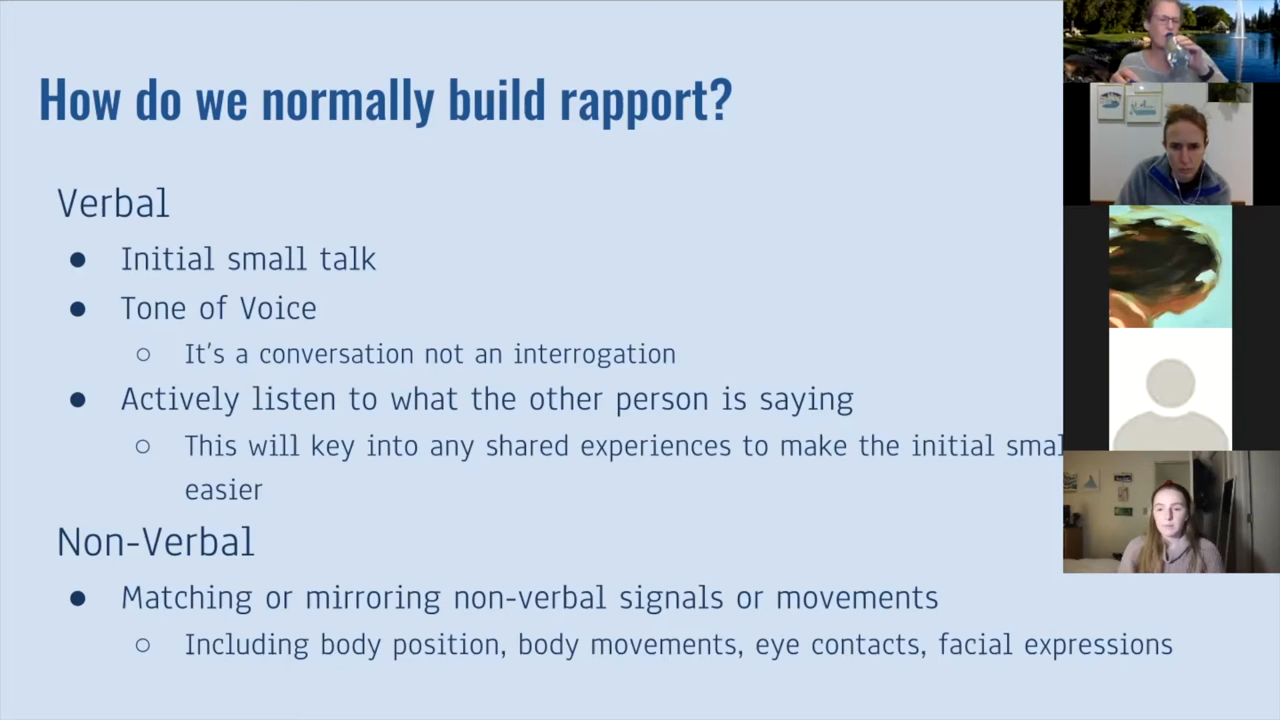 How do we normally build rapport?
Verbal
● Initial small talk
● Tone of Voice
○ It's a conversation not an interrogation
● Actively listen to what the other person is saying
○ This will key into any shared experiences to make the initial
easier
Non-Verbal
● Matching or mirroring non-verbal signals or movements
○ Including body position, body movements, eye contacts, facial expressions